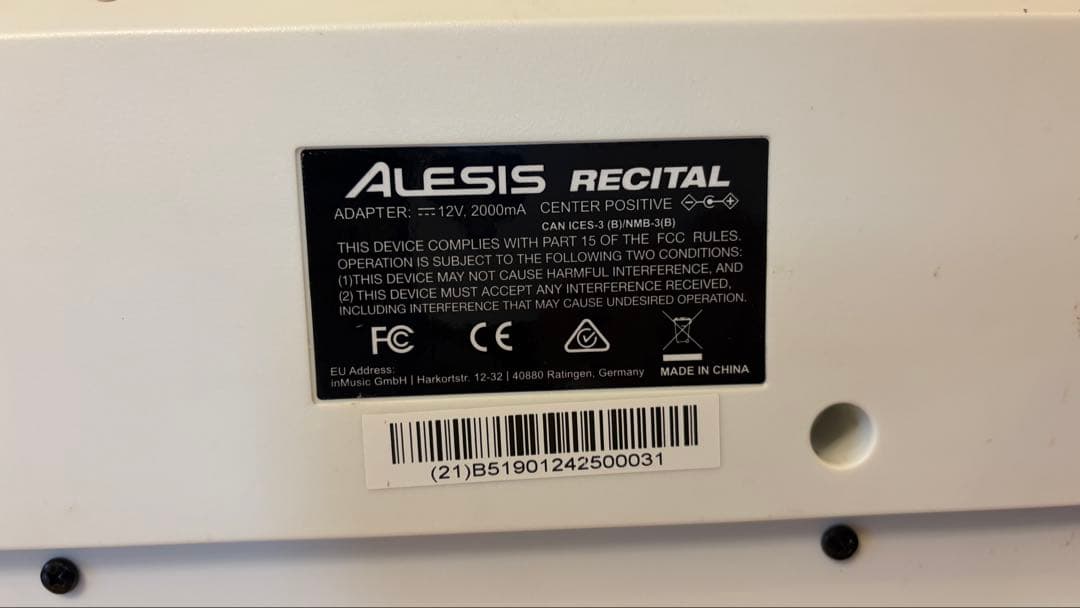 ALESIS RECITAL
ADAPTER: ⎓12V, 2000mA CENTER POSITIVE
CAN ICES-3 (B)/NMB-3(B)
THIS DEVICE COMPLIES WITH PART 15 OF THE FCC RULES.
OPERATION IS SUBJECT TO THE FOLLOWING TWO CONDITIONS:
(1)THIS DEVICE MAY NOT CAUSE HARMFUL INTERFERENCE, AND
(2) THIS DEVICE MUST ACCEPT ANY INTERFERENCE RECEIVED,
INCLUDING INTERFERENCE THAT MAY CAUSE UNDESIRED OPERATION.
FC CE
EU Address:
inMusic GmbH | Harkortstr. 12-32 | 40880 Ratingen, Germany MADE IN CHINA
(21)B51901242500031